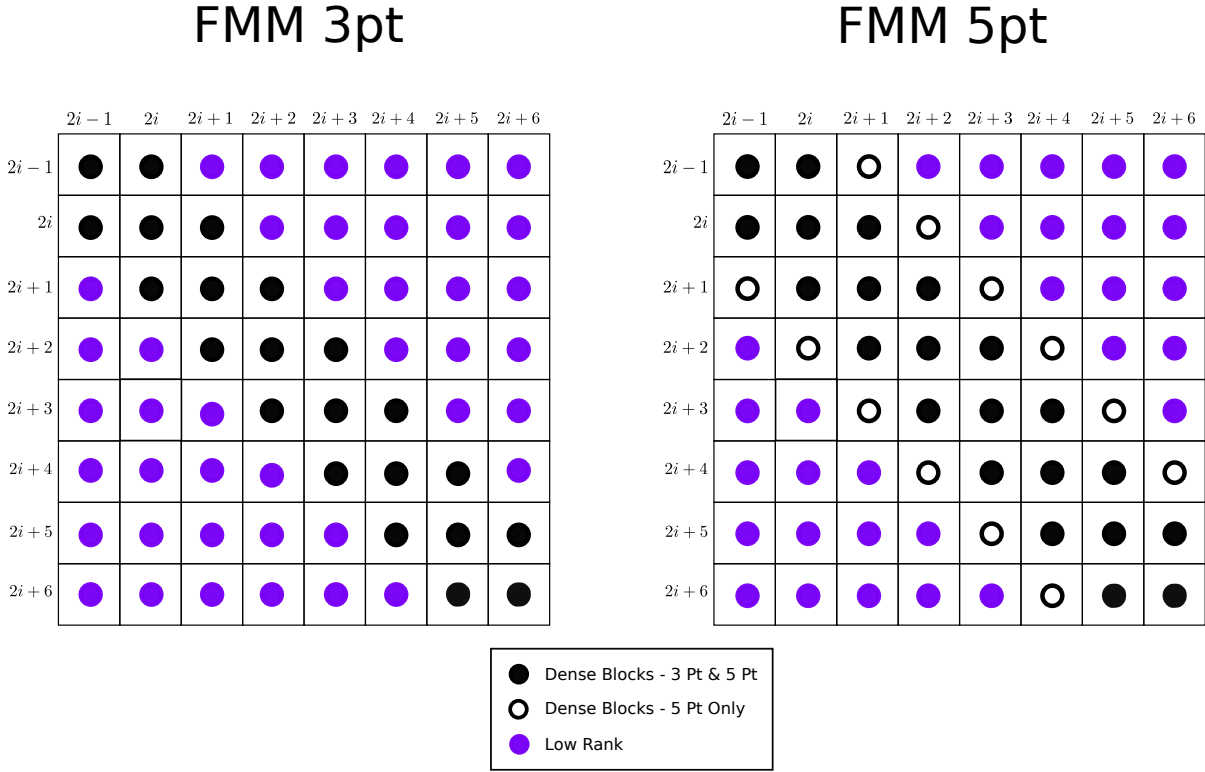 FMM 3pt
FMM 5pt
2i − 1 2i 2i + 1 2i + 2 2i + 3 2i + 4 2i + 5 2i + 6
2i − 1
2i
2i + 1
2i + 2
2i + 3
2i + 4
2i + 5
2i + 6
2i − 1 2i 2i + 1 2i + 2 2i + 3 2i + 4 2i + 5 2i + 6
2i − 1
2i
2i + 1
2i + 2
2i + 3
2i + 4
2i + 5
2i + 6
Dense Blocks - 3 Pt & 5 Pt
Dense Blocks - 5 Pt Only
Low Rank